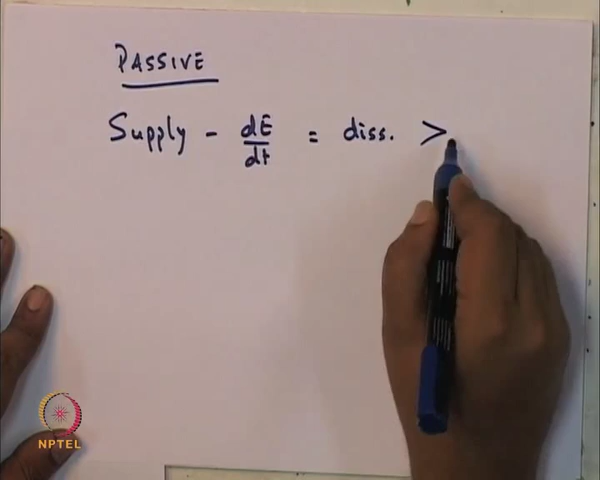 PASSIVE
Supply - dE/dt = diss. >
NPTEL